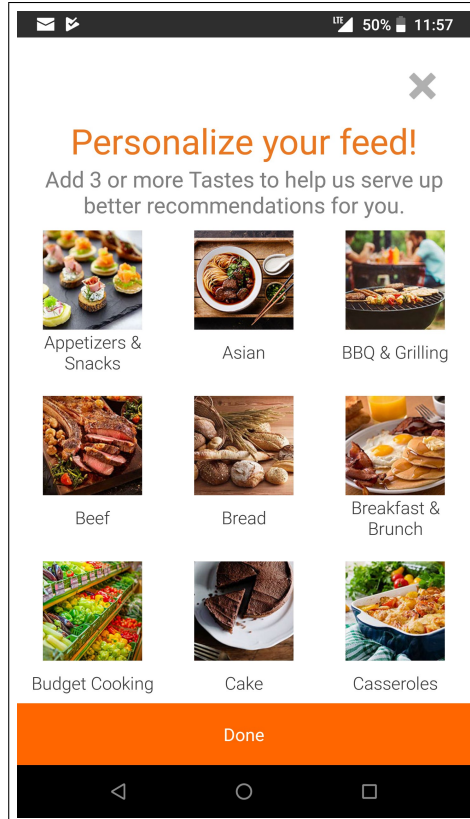 LTE 50% 11:57
Personalize your feed!
Add 3 or more Tastes to help us serve up
better recommendations for you.
Appetizers &
Snacks
Asian
BBQ & Grilling
Beef
Bread
Breakfast &
Brunch
Budget Cooking
Cake
Casseroles
Done